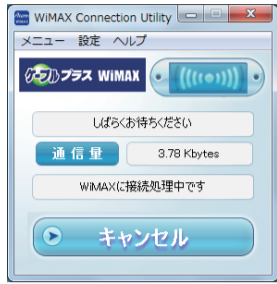 WiMAX Connection Utility
メニュー 設定 ヘルプ
ケーブルプラス WiMAX
しばらくお待ちください
通信量 3.78 Kbytes
WiMAXに接続処理中です
キャンセル